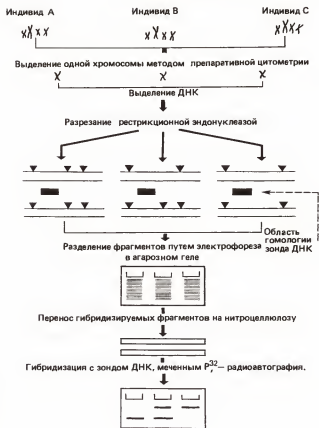 Индивид А Индивид В Индивид С
Выделение одной хромосомы методом препаративной цитометрии
Выделение ДНК
Разрезание рестрикционной эндонуклеазой
Область
гомологии
зонда ДНК
Разделение фрагментов путем электрофореза
в агарозном геле
Перенос гибридизируемых фрагментов на нитроцеллюлозу
Гибридизация с зондом ДНК, меченным P,³²— радиоавтография.